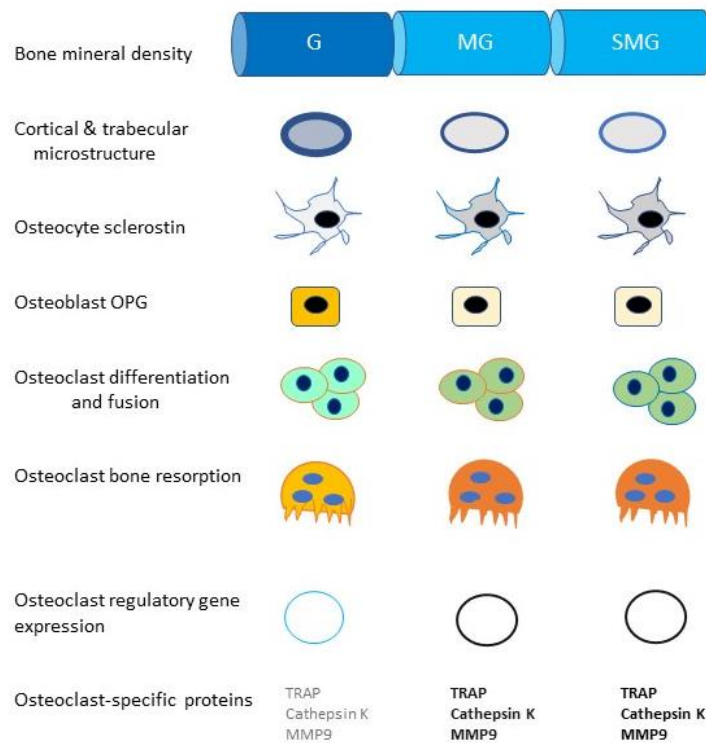 Bone mineral density
G MG SMG
Cortical & trabecular
microstructure
Osteocyte sclerostin
Osteoblast OPG
Osteoclast differentiation
and fusion
Osteoclast bone resorption
Osteoclast regulatory gene
expression
Osteoclast-specific proteins
TRAP
Cathepsin K
MMP9
TRAP
Cathepsin K
MMP9
TRAP
Cathepsin K
MMP9